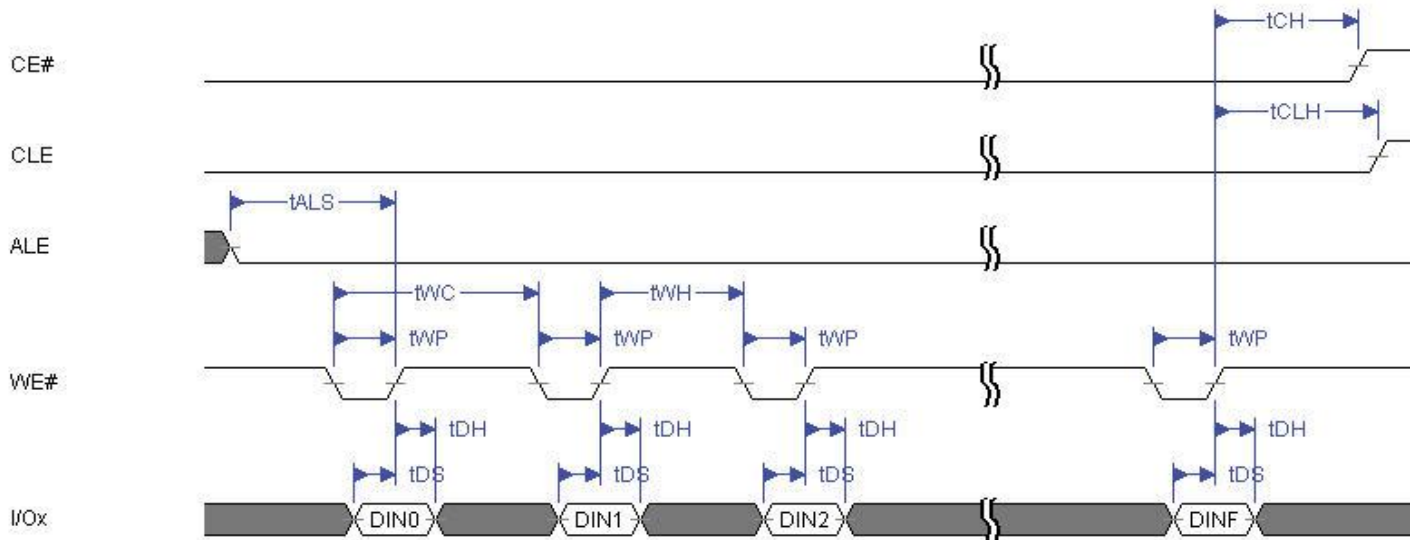 tCH
CE#
tCLH
CLE
tALS
ALE
tWC tWH
tWP tWP tWP tWP
WE#
tDH tDH tDH tDH
tDS tDS tDS tDS
I/Ox DIN0 DIN1 DIN2 DINF